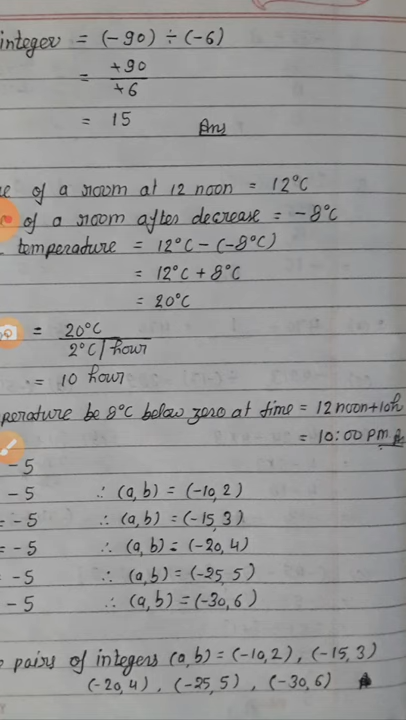 integer = (-90) ÷ (-6)
= +90 / +6
= 15 Ans
of a room at 12 noon = 12°C
of a room after decrease = -8°C
temperature = 12°C - (-8°C)
= 12°C + 8°C
= 20°C
= 20°C / 2°C/hour
= 10 hour
perature be 8°C below zero at time = 12 noon + 10h
= 10:00 pm
-5
-5 ∴ (a, b) = (-10, 2)
= -5 ∴ (a, b) = (-15, 3)
= -5 ∴ (a, b) = (-20, 4)
= -5 ∴ (a, b) = (-25, 5)
-5 ∴ (a, b) = (-30, 6)
pairs of integers (a, b) = (-10, 2), (-15, 3)
(-20, 4), (-25, 5), (-30, 6)